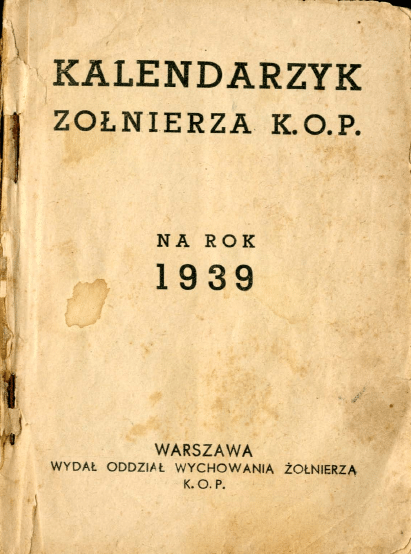 KALENDARZYK
ZOŁNIERZA K.O.P.
NA ROK
1939
WARSZAWA
WYDAŁ ODDZIAŁ WYCHOWANIA ŻOŁNIERZA
K.O.P.